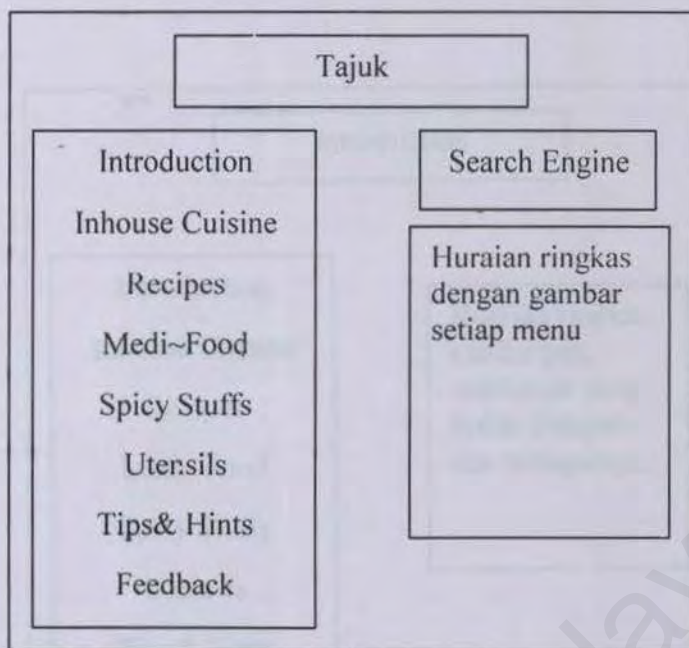 Tajuk
Introduction
Inhouse Cuisine
Recipes
Medi~Food
Spicy Stuffs
Utensils
Tips& Hints
Feedback
Search Engine
Huraian ringkas
dengan gambar
setiap menu